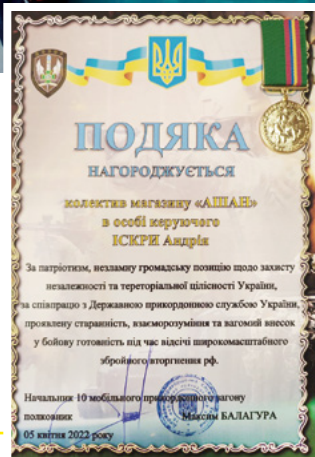 ПОДЯКА
НАГОРОДЖУЄТЬСЯ
колектив магазину «АШАН»
в особі керуючого
ІСКРИ Андрія
За патріотизм, незламну громадську позицію щодо захисту
незалежності та територіальної цілісності України,
за співпрацю з Державною прикордонною службою України,
проявлену старанність, взаєморозуміння та вагомий внесок
у бойову готовність під час відсічі широкомасштабного
збройового вторгнення рф.
Начальник 10 мобільного прикордонного загону
полковник Максим БАЛАГУРА
05 квітня 2022 року